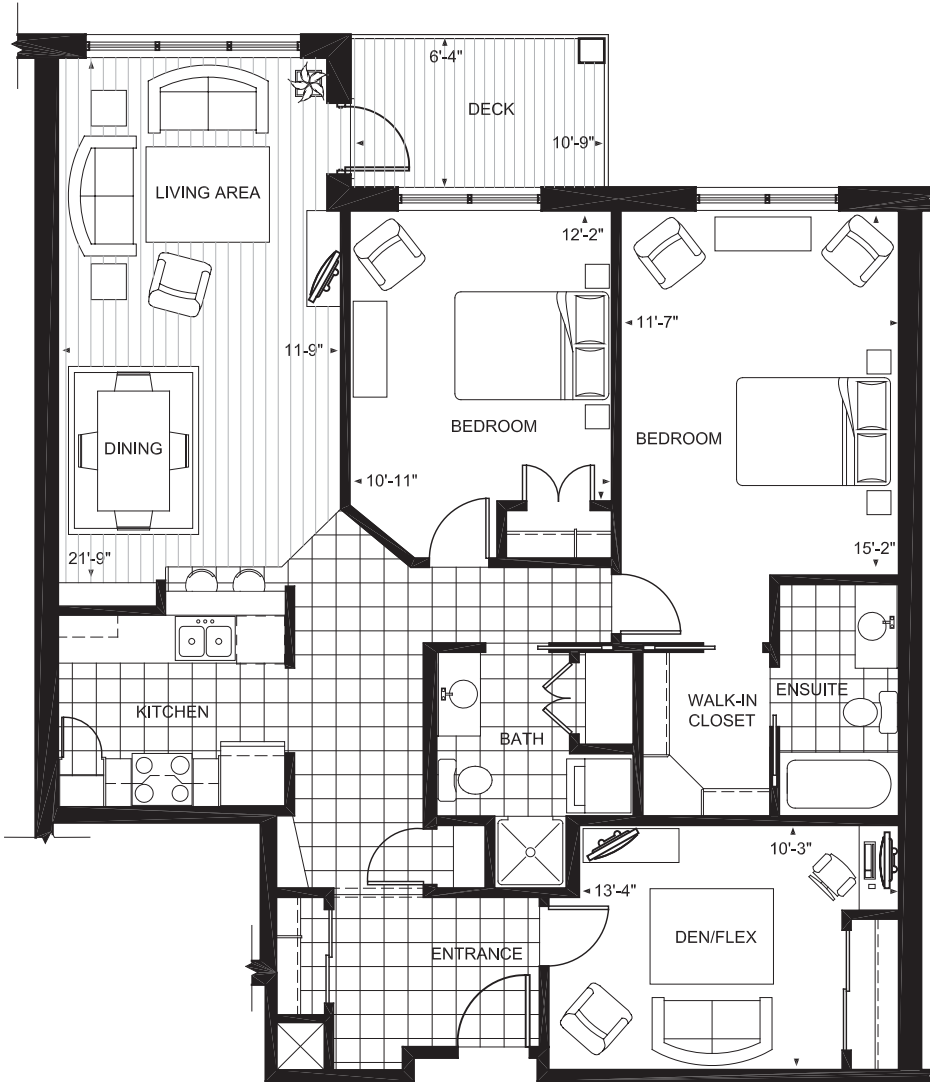 6'-4"
DECK
10'-9"
LIVING AREA
12'-2"
11'-7"
11'-9"
BEDROOM
BEDROOM
DINING
10'-11"
21'-9"
15'-2"
ENSUITE
WALK-IN
CLOSET
KITCHEN
BATH
10'-3"
13'-4"
DEN/FLEX
ENTRANCE